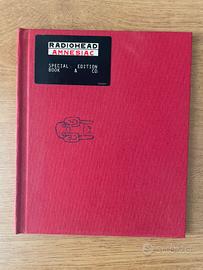 RADIOHEAD
AMNESIAC
SPECIAL EDITION
BOOK & CD